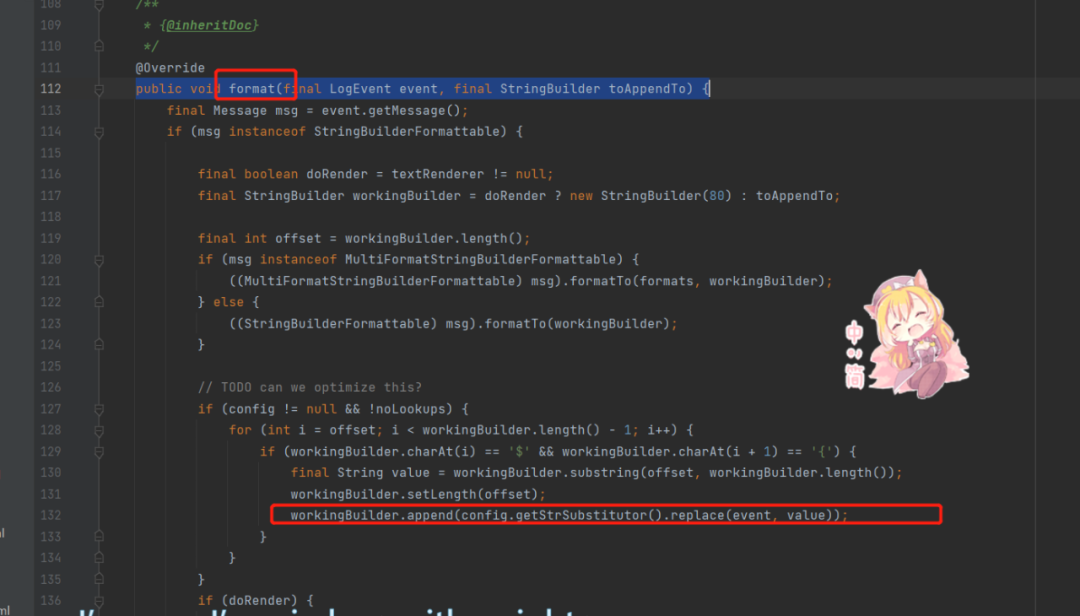 108 /**
109 * {@inheritDoc}
110 */
111 @Override
112 public void format(final LogEvent event, final StringBuilder toAppendTo) {
113 final Message msg = event.getMessage();
114 if (msg instanceof StringBuilderFormattable) {
115
116 final boolean doRender = textRenderer != null;
117 final StringBuilder workingBuilder = doRender ? new StringBuilder(80) : toAppendTo;
118
119 final int offset = workingBuilder.length();
120 if (msg instanceof MultiFormatStringBuilderFormattable) {
121 ((MultiFormatStringBuilderFormattable) msg).formatTo(formats, workingBuilder);
122 } else {
123 ((StringBuilderFormattable) msg).formatTo(workingBuilder);
124 }
125
126 // TODO can we optimize this?
127 if (config != null && !noLookups) {
128 for (int i = offset; i < workingBuilder.length() - 1; i++) {
129 if (workingBuilder.charAt(i) == '$' && workingBuilder.charAt(i + 1) == '{') {
130 final String value = workingBuilder.substring(offset, workingBuilder.length());
131 workingBuilder.setLength(offset);
132 workingBuilder.append(config.getStrSubstitutor().replace(event, value));
133 }
134 }
135 }
136 if (doRender) {
中
简